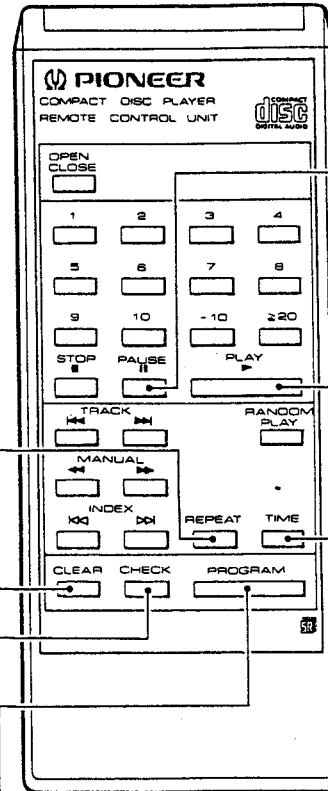 PIONEER
COMPACT DISC PLAYER
REMOTE CONTROL UNIT
COMPACT
disc
DIGITAL AUDIO
OPEN
CLOSE
1 2 3 4
5 6 7 8
9 10 -10 ≥20
STOP PAUSE PLAY
TRACK RANDOM
PLAY
MANUAL
INDEX
REPEAT TIME
CLEAR CHECK PROGRAM
SR